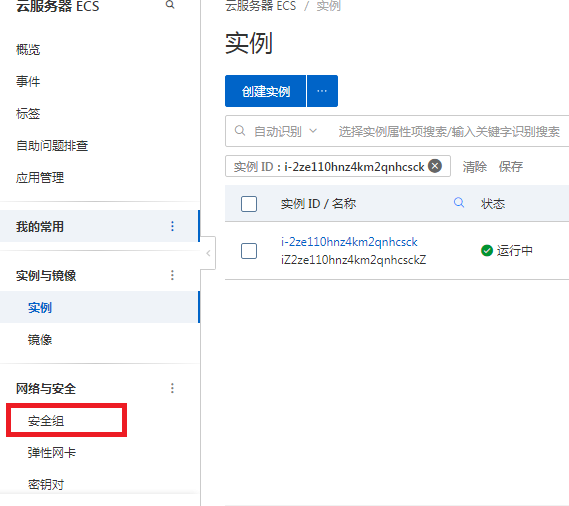 云服务器 ECS
概览
事件
标签
自助问题排查
应用管理
我的常用
实例与镜像
实例
镜像
网络与安全
安全组
弹性网卡
密钥对
云服务器 ECS / 实例
实例
创建实例 ···
自动识别 选择实例属性项搜索/输入关键字识别搜索
实例 ID : i-2ze110hnz4km2qnhcsck 清除 保存
实例 ID / 名称 状态
i-2ze110hnz4km2qnhcsck
iZ2ze110hnz4km2qnhcsckZ
运行中